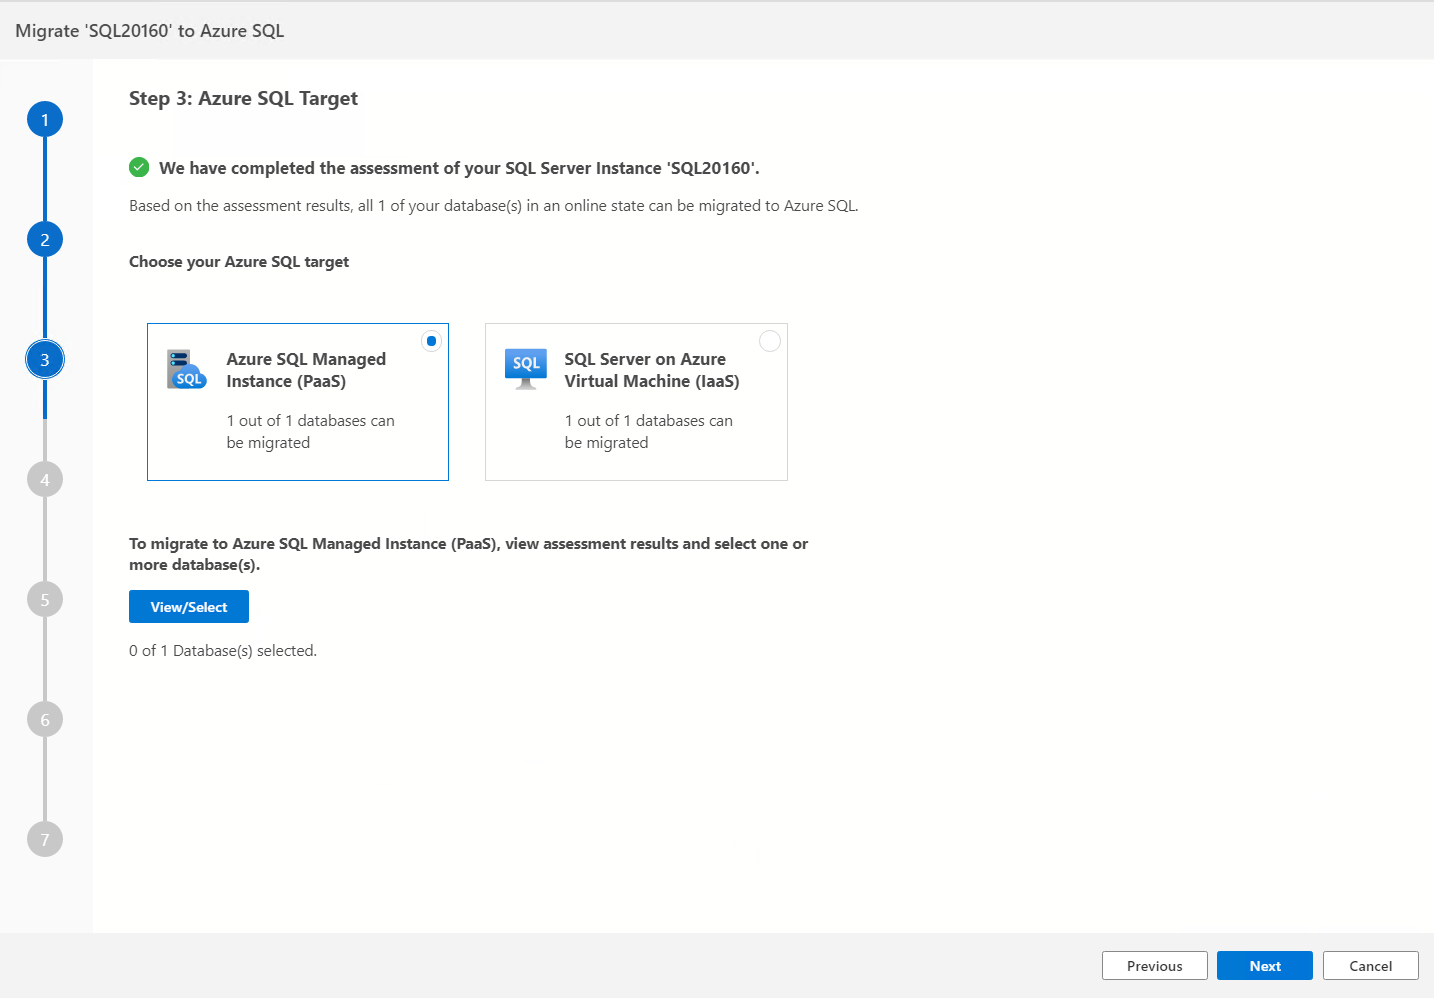 Migrate 'SQL20160' to Azure SQL
1
2
3
4
5
6
7
Step 3: Azure SQL Target
We have completed the assessment of your SQL Server Instance 'SQL20160'.
Based on the assessment results, all 1 of your database(s) in an online state can be migrated to Azure SQL.
Choose your Azure SQL target
SQL
Azure SQL Managed
Instance (PaaS)
1 out of 1 databases can
be migrated
SQL
SQL Server on Azure
Virtual Machine (IaaS)
1 out of 1 databases can
be migrated
To migrate to Azure SQL Managed Instance (PaaS), view assessment results and select one or
more database(s).
View/Select
0 of 1 Database(s) selected.
Previous
Next
Cancel